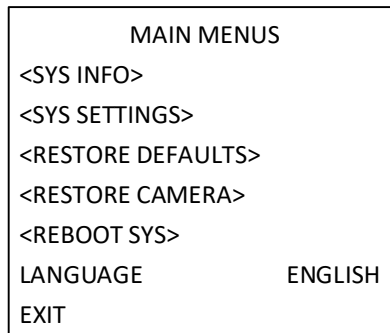 MAIN MENUS
<SYS INFO>
<SYS SETTINGS>
<RESTORE DEFAULTS>
<RESTORE CAMERA>
<REBOOT SYS>
LANGUAGE ENGLISH
EXIT